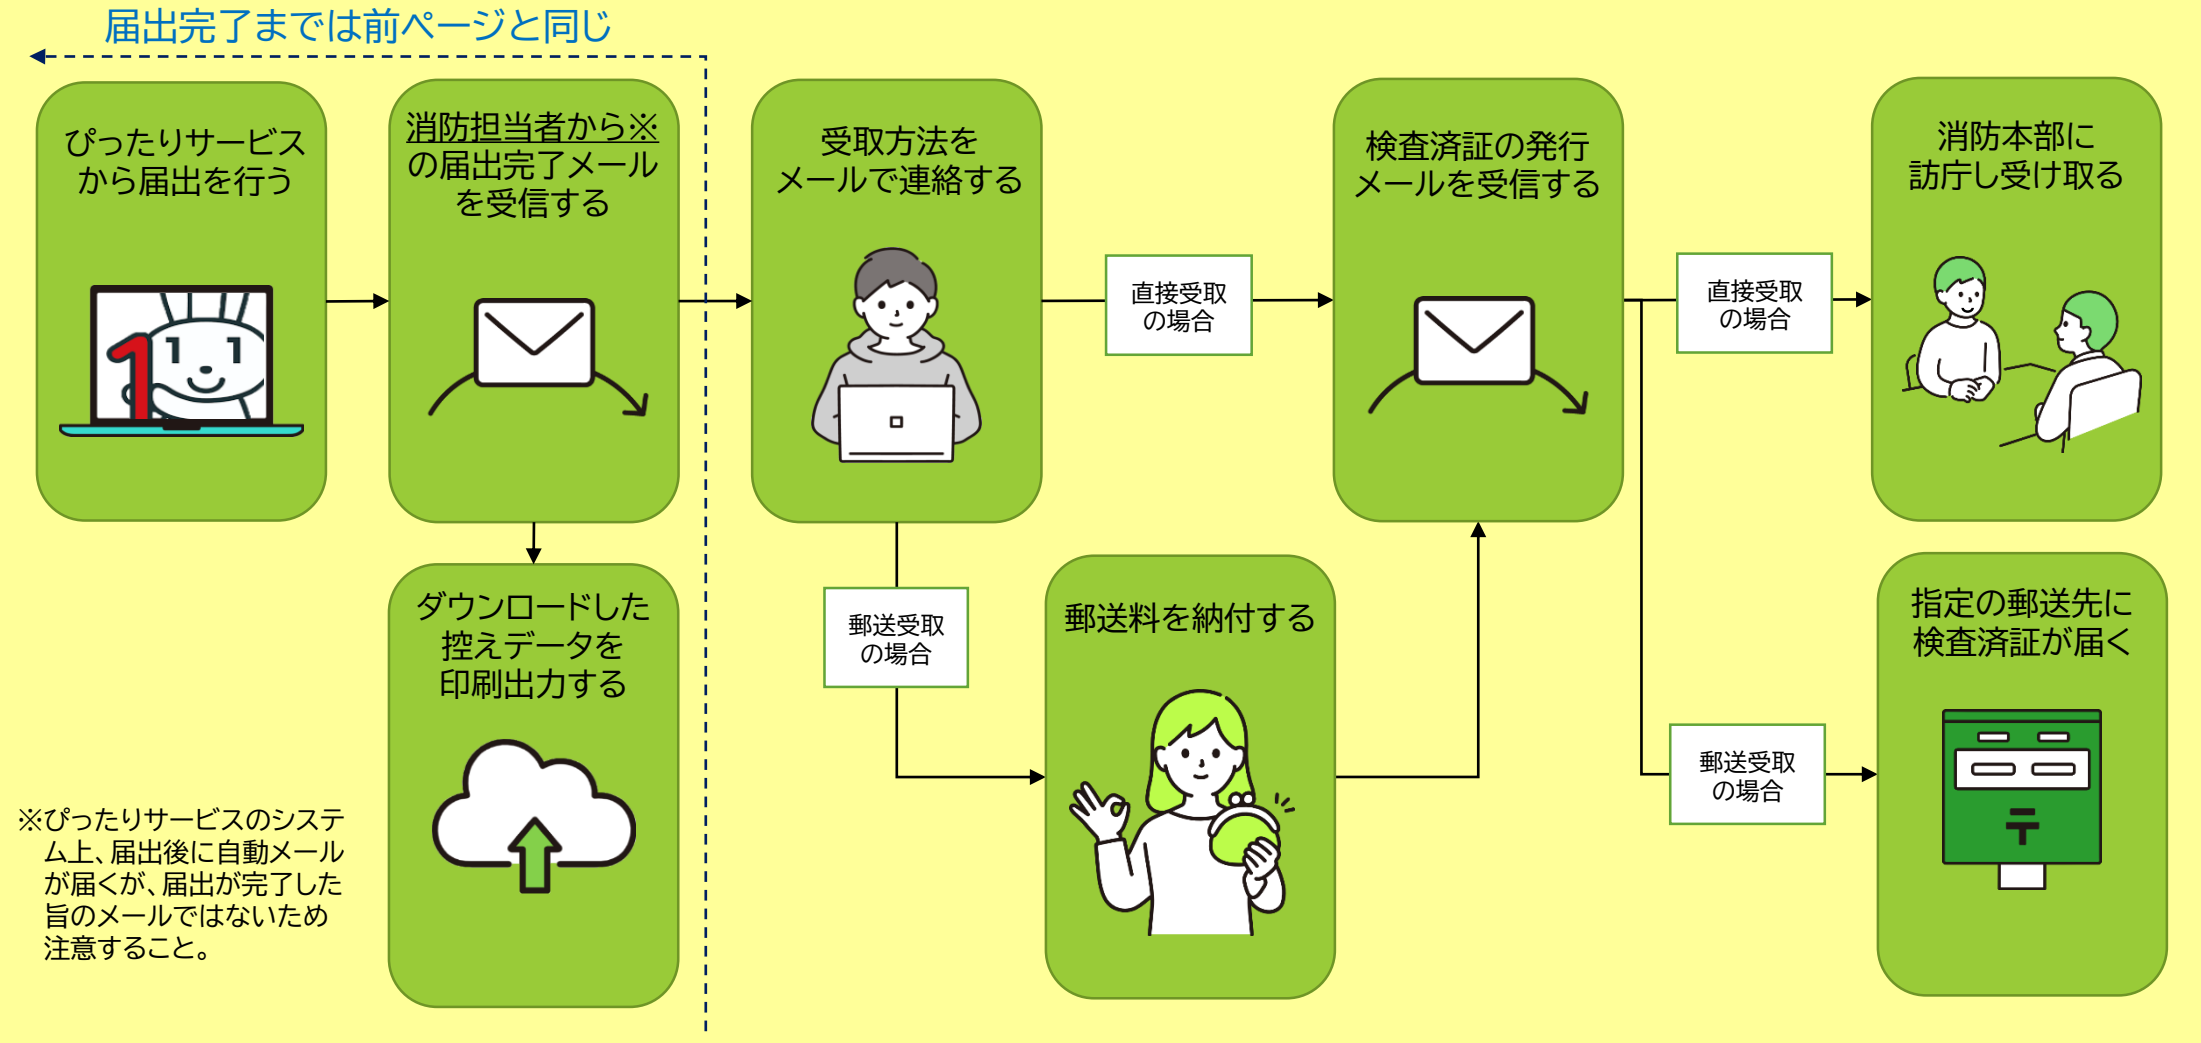 届出完了までは前ページと同じ
ぴったりサービス
から届出を行う
消防担当者から※
の届出完了メール
を受信する
受取方法を
メールで連絡する
直接受取
の場合
検査済証の発行
メールを受信する
直接受取
の場合
消防本部に
訪庁し受け取る
ダウンロードした
控えデータを
印刷出力する
郵送受取
の場合
郵送料を納付する
郵送受取
の場合
指定の郵送先に
検査済証が届く
※ぴったりサービスのシステ
ム上、届出後に自動メール
が届くが、届出が完了した
旨のメールではないため
注意すること。